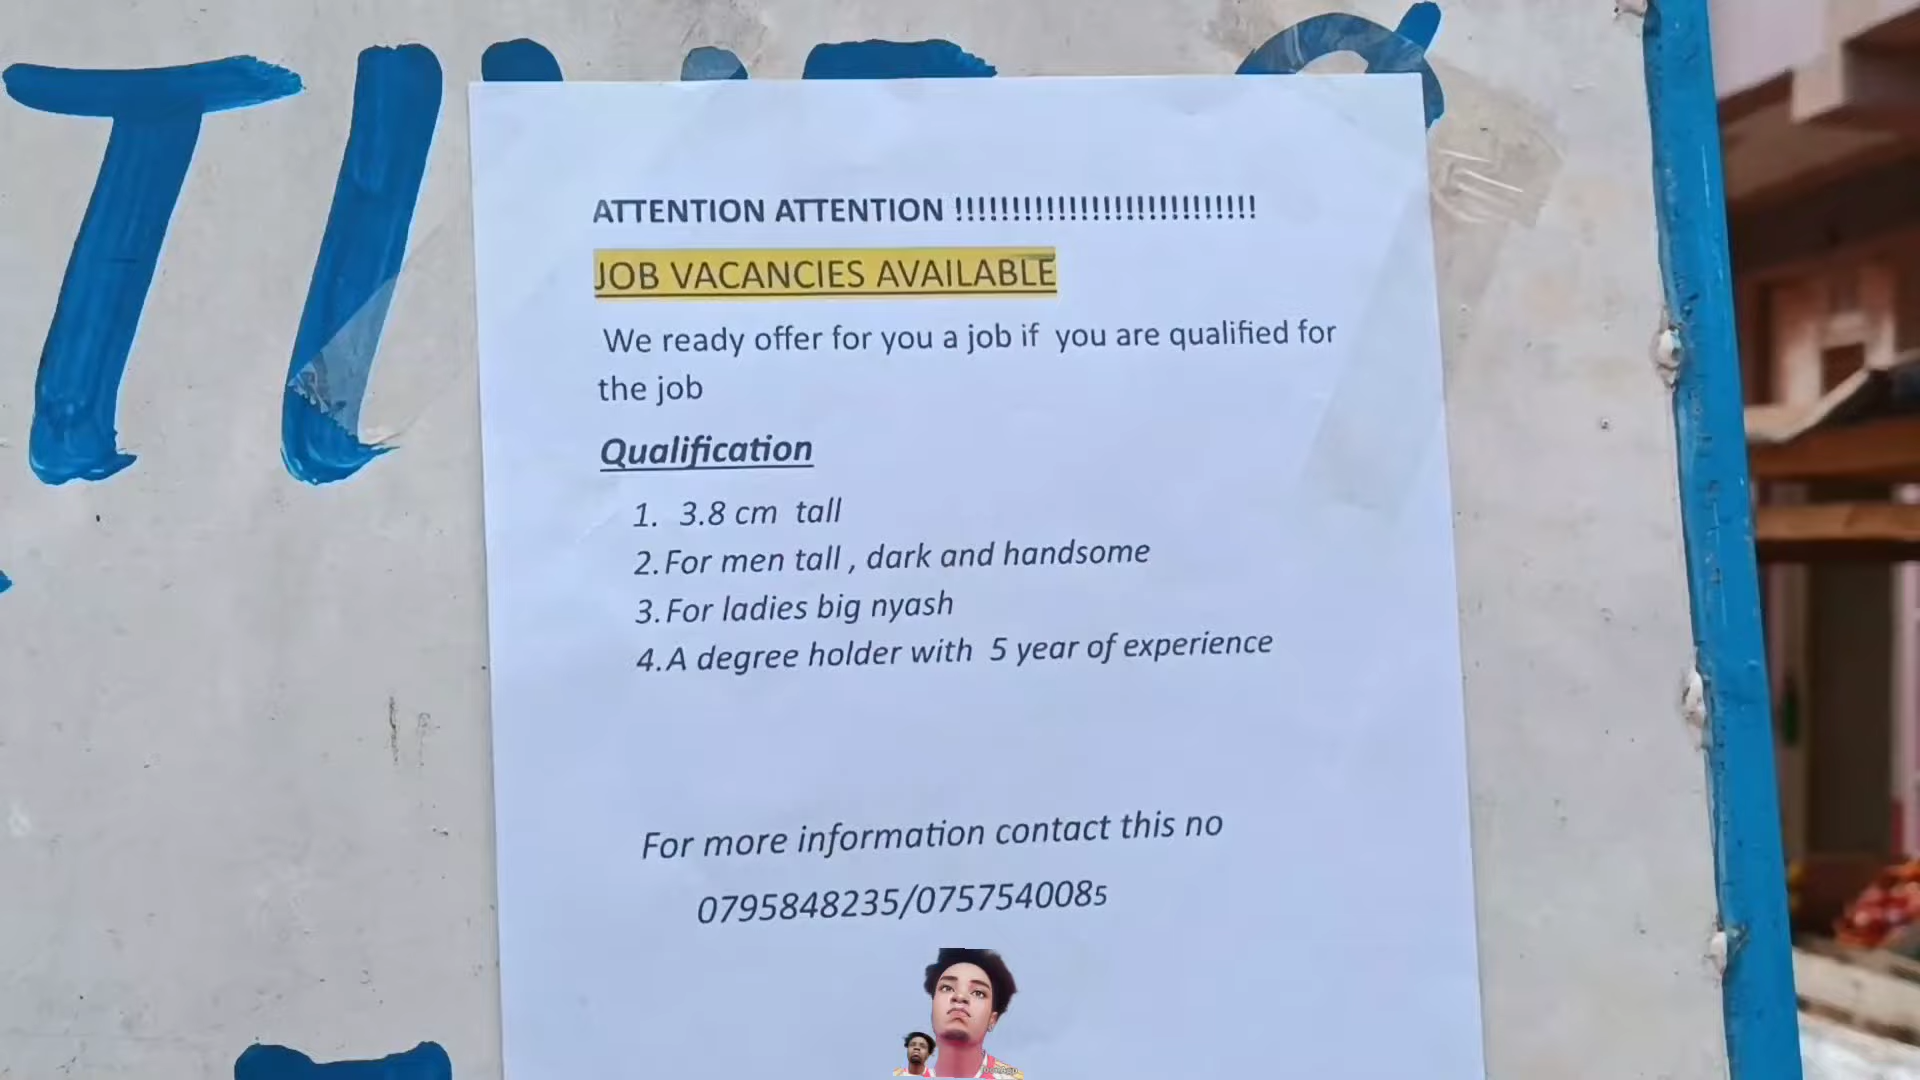 ATTENTION ATTENTION !!!!!!!!!!!!!!!!!!!!!!!!!!!
JOB VACANCIES AVAILABLE
We ready offer for you a job if you are qualified for
the job
Qualification
1. 3.8 cm tall
2. For men tall , dark and handsome
3. For ladies big nyash
4. A degree holder with 5 year of experience
For more information contact this no
0795848235/0757540085